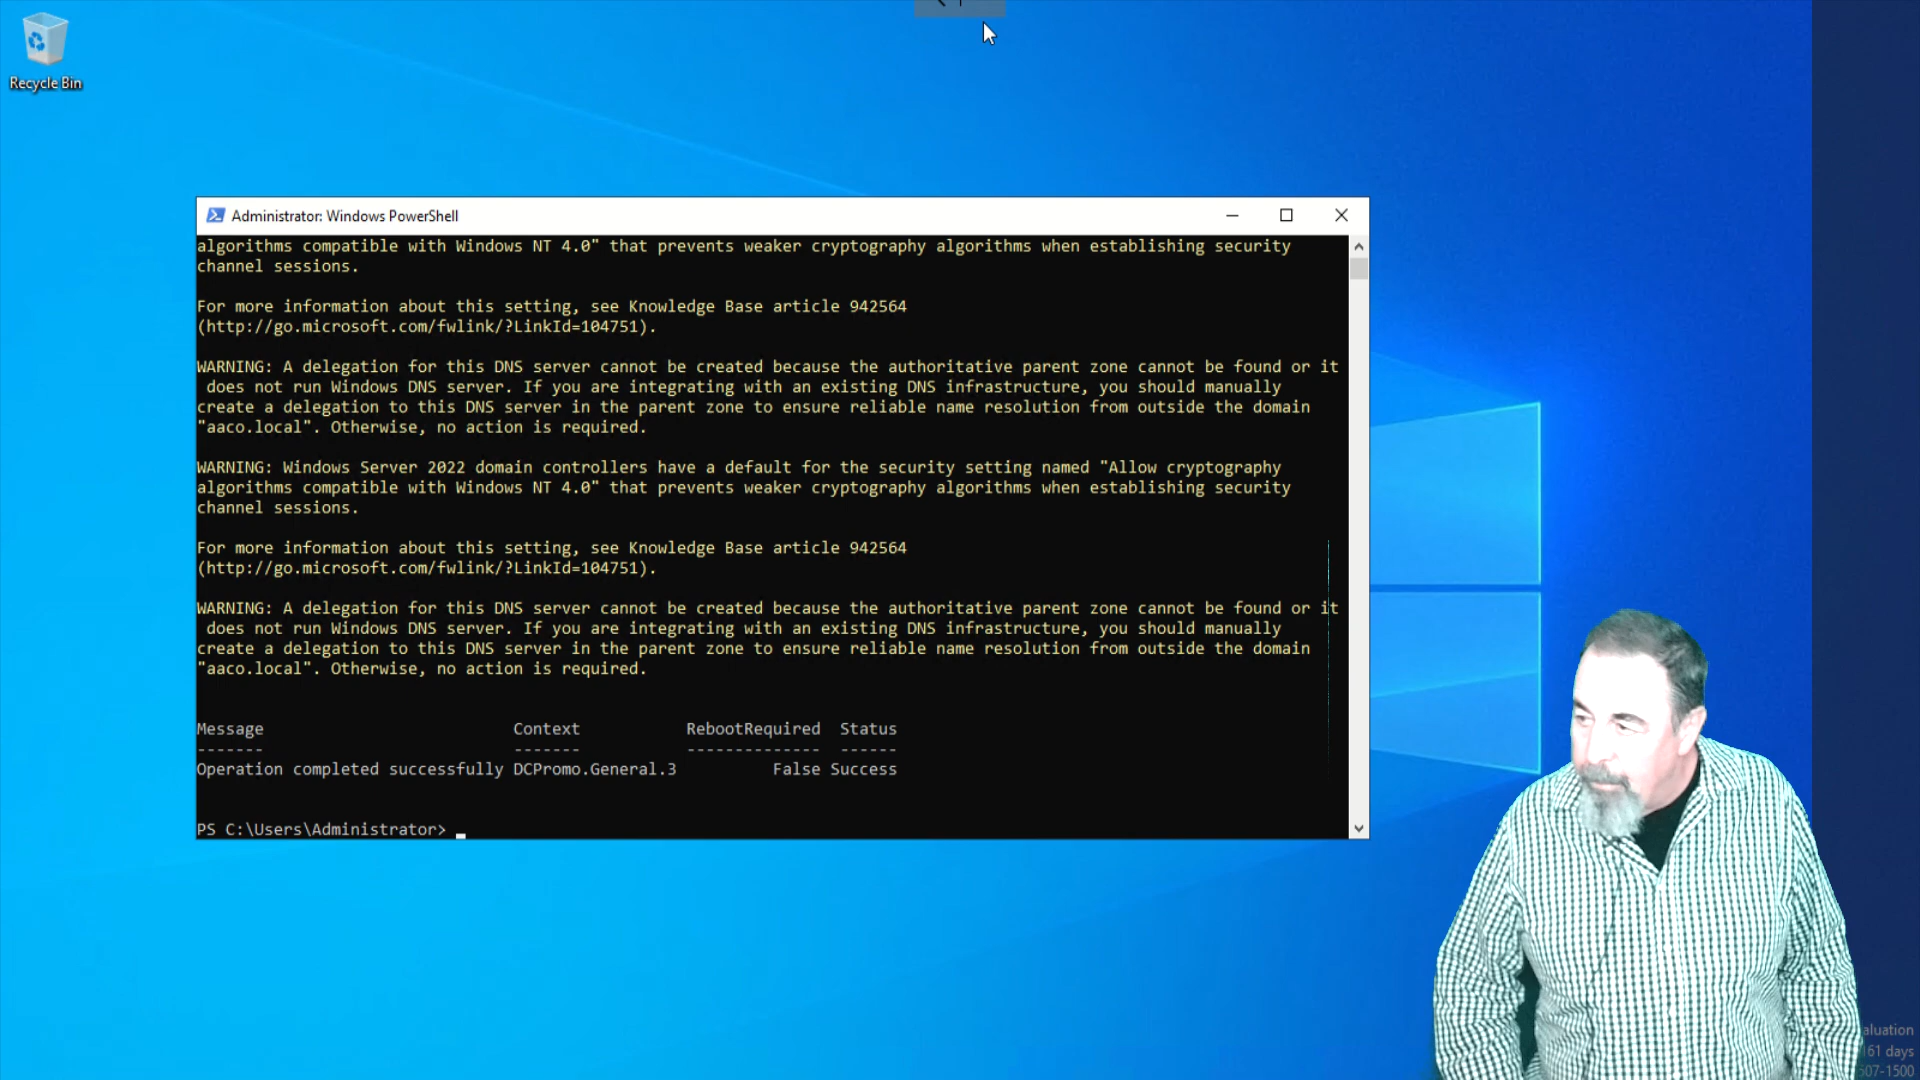 Recycle Bin
Administrator: Windows PowerShell
algorithms compatible with Windows NT 4.0" that prevents weaker cryptography algorithms when establishing security
channel sessions.
For more information about this setting, see Knowledge Base article 942564
(http://go.microsoft.com/fwlink/?LinkId=104751).
WARNING: A delegation for this DNS server cannot be created because the authoritative parent zone cannot be found or it
does not run Windows DNS server. If you are integrating with an existing DNS infrastructure, you should manually
create a delegation to this DNS server in the parent zone to ensure reliable name resolution from outside the domain
"aaco.local". Otherwise, no action is required.
WARNING: Windows Server 2022 domain controllers have a default for the security setting named "Allow cryptography
algorithms compatible with Windows NT 4.0" that prevents weaker cryptography algorithms when establishing security
channel sessions.
For more information about this setting, see Knowledge Base article 942564
(http://go.microsoft.com/fwlink/?LinkId=104751).
WARNING: A delegation for this DNS server cannot be created because the authoritative parent zone cannot be found or it
does not run Windows DNS server. If you are integrating with an existing DNS infrastructure, you should manually
create a delegation to this DNS server in the parent zone to ensure reliable name resolution from outside the domain
"aaco.local". Otherwise, no action is required.
Message Context RebootRequired Status
------- ------- -------------- ------
Operation completed successfully DCPromo.General.3 False Success
PS C:\Users\Administrator>
aluation
161 days
507-1500